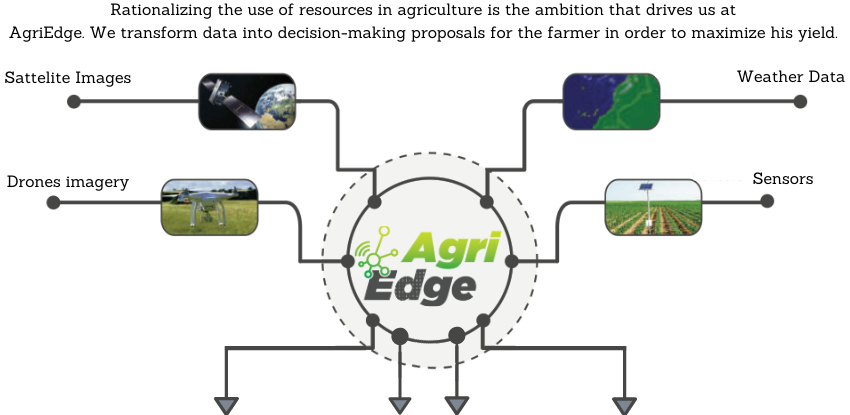 Rationalizing the use of resources in agriculture is the ambition that drives us at
AgriEdge. We transform data into decision-making proposals for the farmer in order to maximize his yield.
Sattelite Images
Weather Data
Drones imagery
Sensors
Agri
Edge